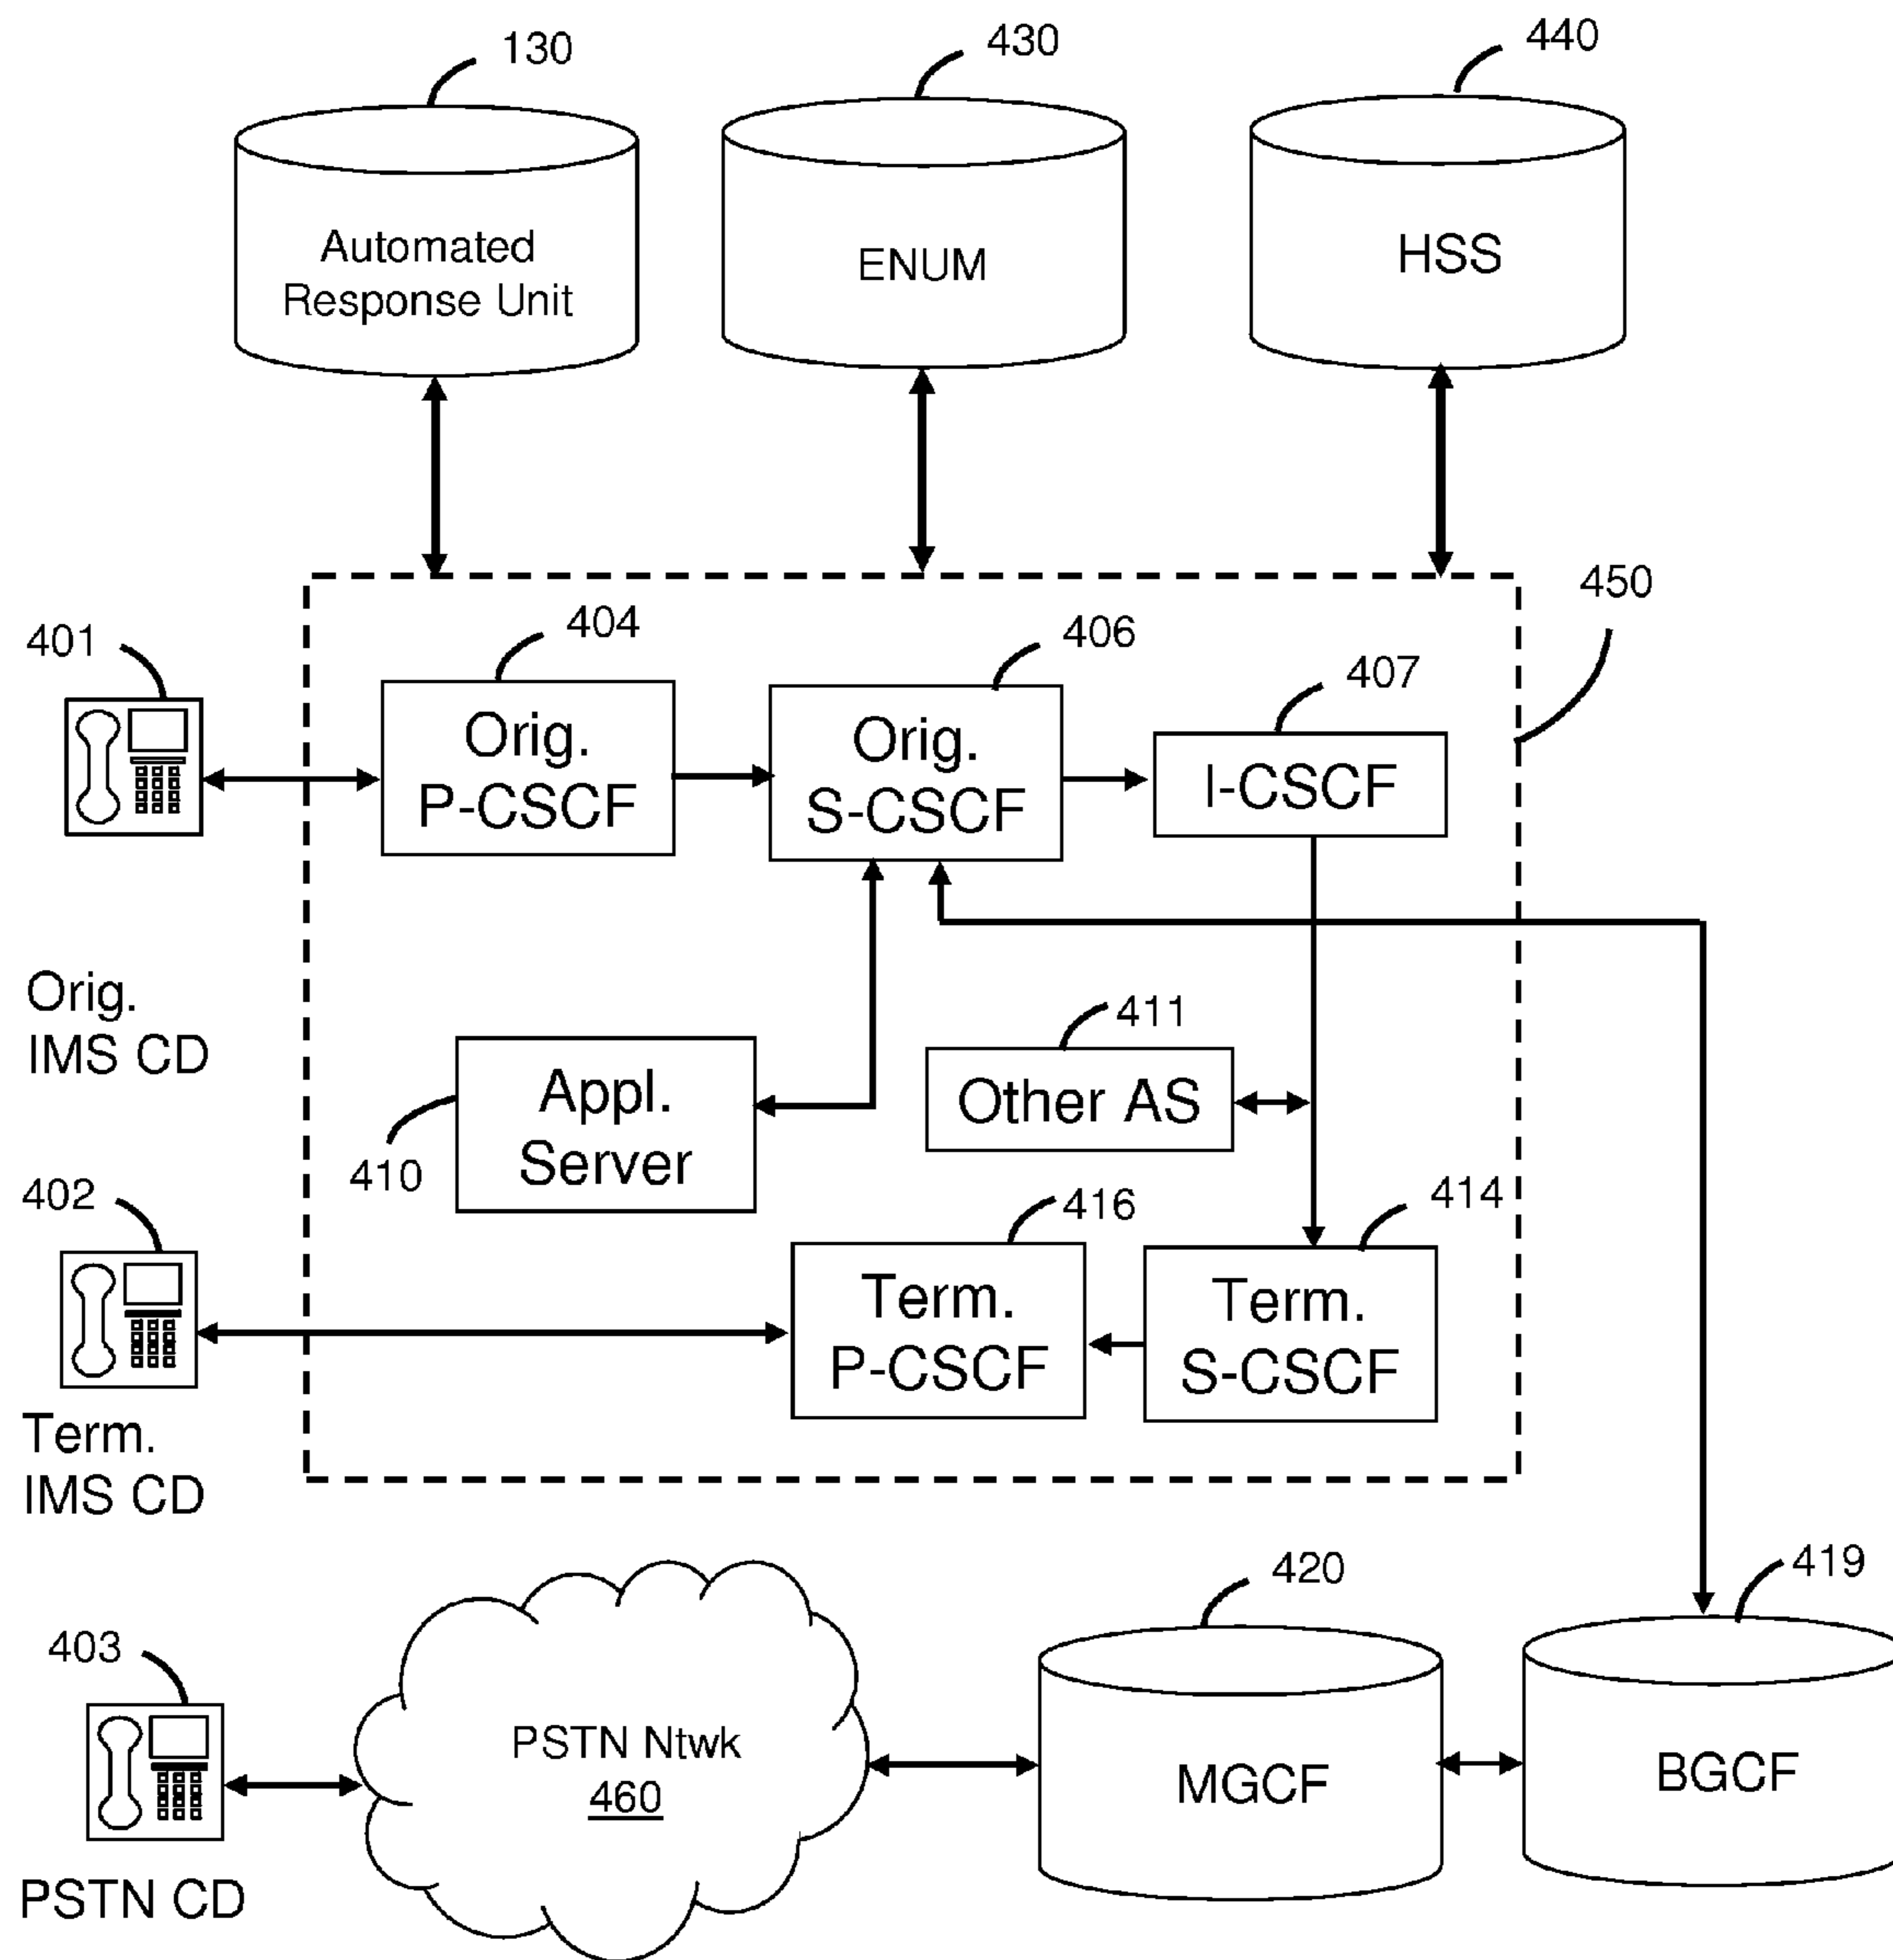 130
430
440
Automated
Response Unit
ENUM
HSS
450
401
404
406
407
Orig.
P-CSCF
Orig.
S-CSCF
I-CSCF
Orig.
IMS CD
411
Other AS
Appl.
Server
410
402
416
414
Term.
P-CSCF
Term.
S-CSCF
Term.
IMS CD
420
419
403
PSTN Ntwk
460
MGCF
BGCF
PSTN CD